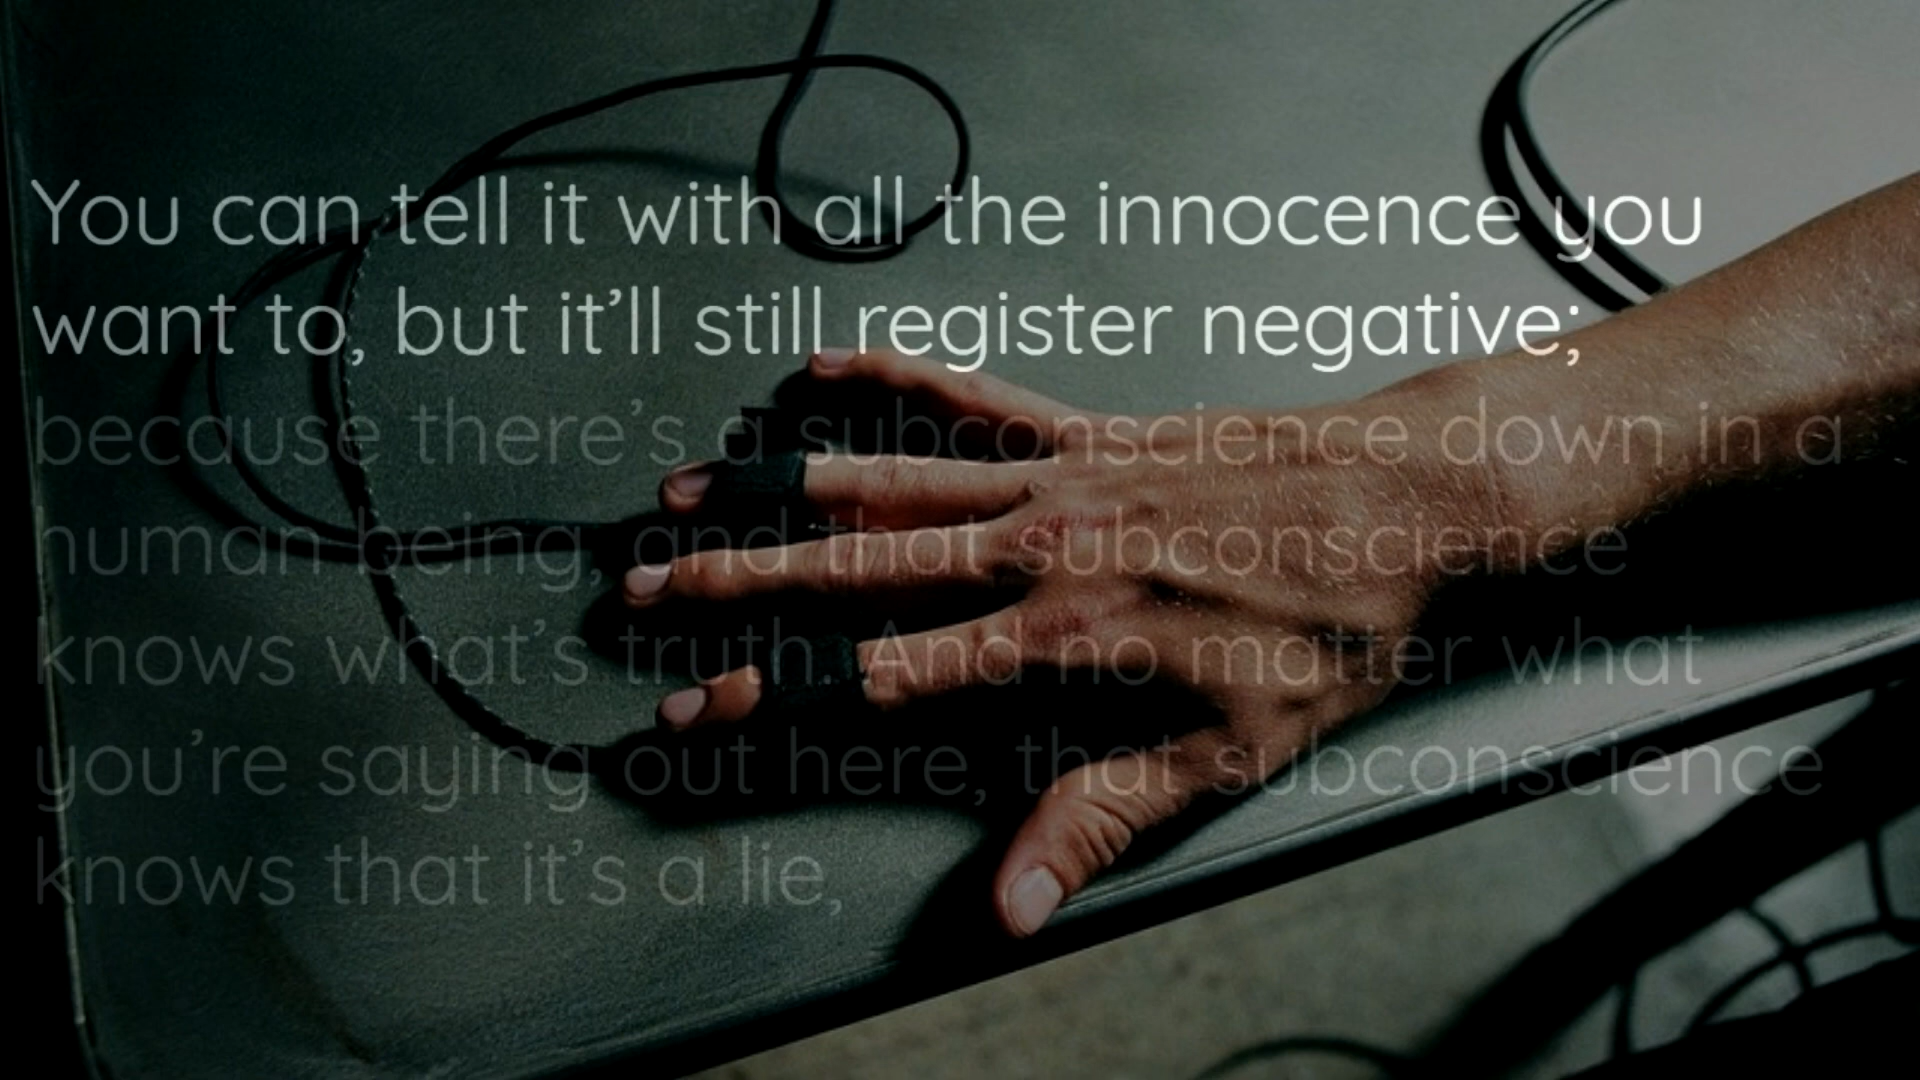 You can tell it with all the innocence you
want to, but it’ll still register negative;
because there’s a subconscience down in a
human being, and that subconscience
knows what’s truth. And no matter what
you’re saying out here, that subconscience
knows that it’s a lie,